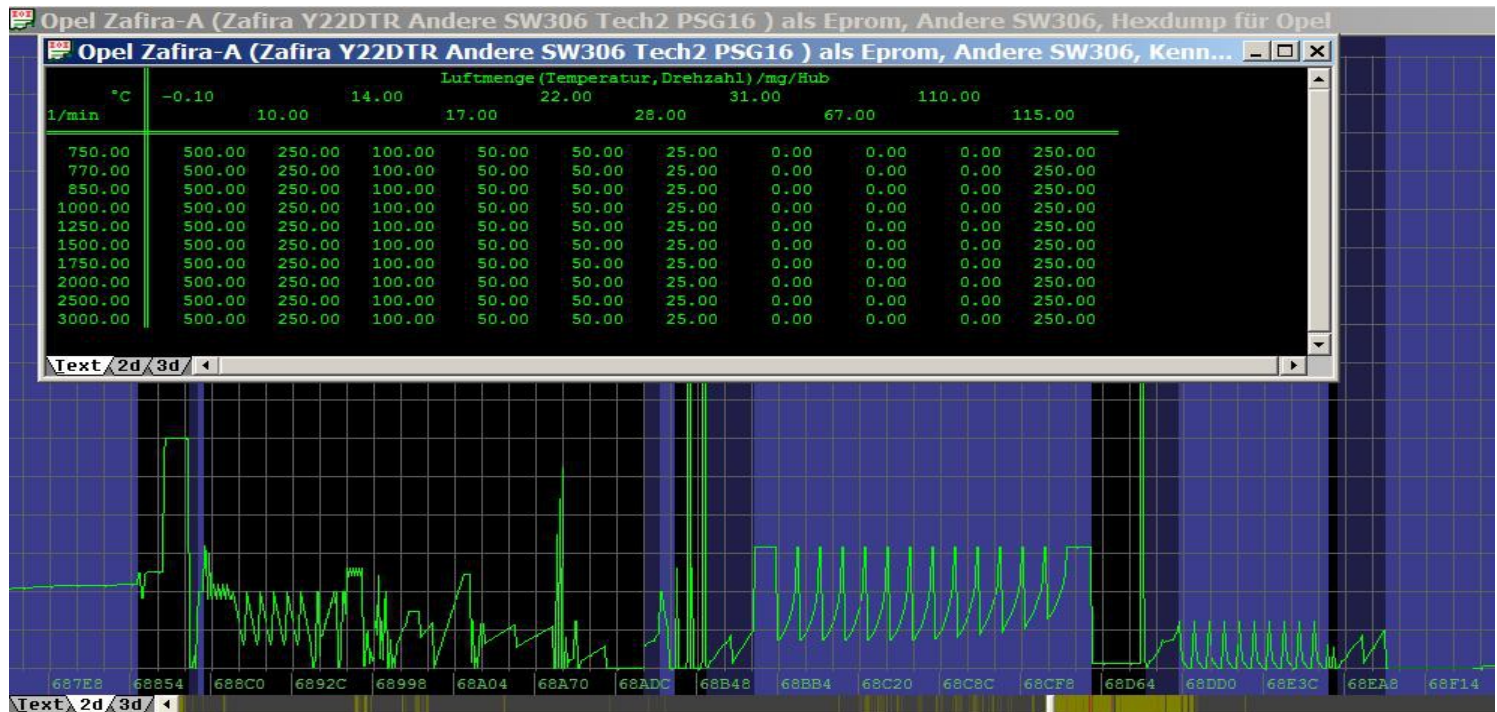 Opel Zafira-A (Zafira Y22DTR Andere SW306 Tech2 PSG16 ) als Eprom, Andere SW306, Hexdump für Opel
Opel Zafira-A (Zafira Y22DTR Andere SW306 Tech2 PSG16 ) als Eprom, Andere SW306, Kenn...
Luftmenge(Temperatur,Drehzahl)/mg/Hub
°C -0.10 14.00 22.00 31.00 110.00
1/min 10.00 17.00 28.00 67.00 115.00
750.00 500.00 250.00 100.00 50.00 50.00 25.00 0.00 0.00 0.00 250.00
770.00 500.00 250.00 100.00 50.00 50.00 25.00 0.00 0.00 0.00 250.00
850.00 500.00 250.00 100.00 50.00 50.00 25.00 0.00 0.00 0.00 250.00
1000.00 500.00 250.00 100.00 50.00 50.00 25.00 0.00 0.00 0.00 250.00
1250.00 500.00 250.00 100.00 50.00 50.00 25.00 0.00 0.00 0.00 250.00
1500.00 500.00 250.00 100.00 50.00 50.00 25.00 0.00 0.00 0.00 250.00
1750.00 500.00 250.00 100.00 50.00 50.00 25.00 0.00 0.00 0.00 250.00
2000.00 500.00 250.00 100.00 50.00 50.00 25.00 0.00 0.00 0.00 250.00
2500.00 500.00 250.00 100.00 50.00 50.00 25.00 0.00 0.00 0.00 250.00
3000.00 500.00 250.00 100.00 50.00 50.00 25.00 0.00 0.00 0.00 250.00
Text 2d 3d
687E8 68854 688C0 6892C 68998 68A04 68A70 68ADC 68B48 68BB4 68C20 68C8C 68CF8 68D64 68DD0 68E3C 68EA8 68F14
Text 2d 3d